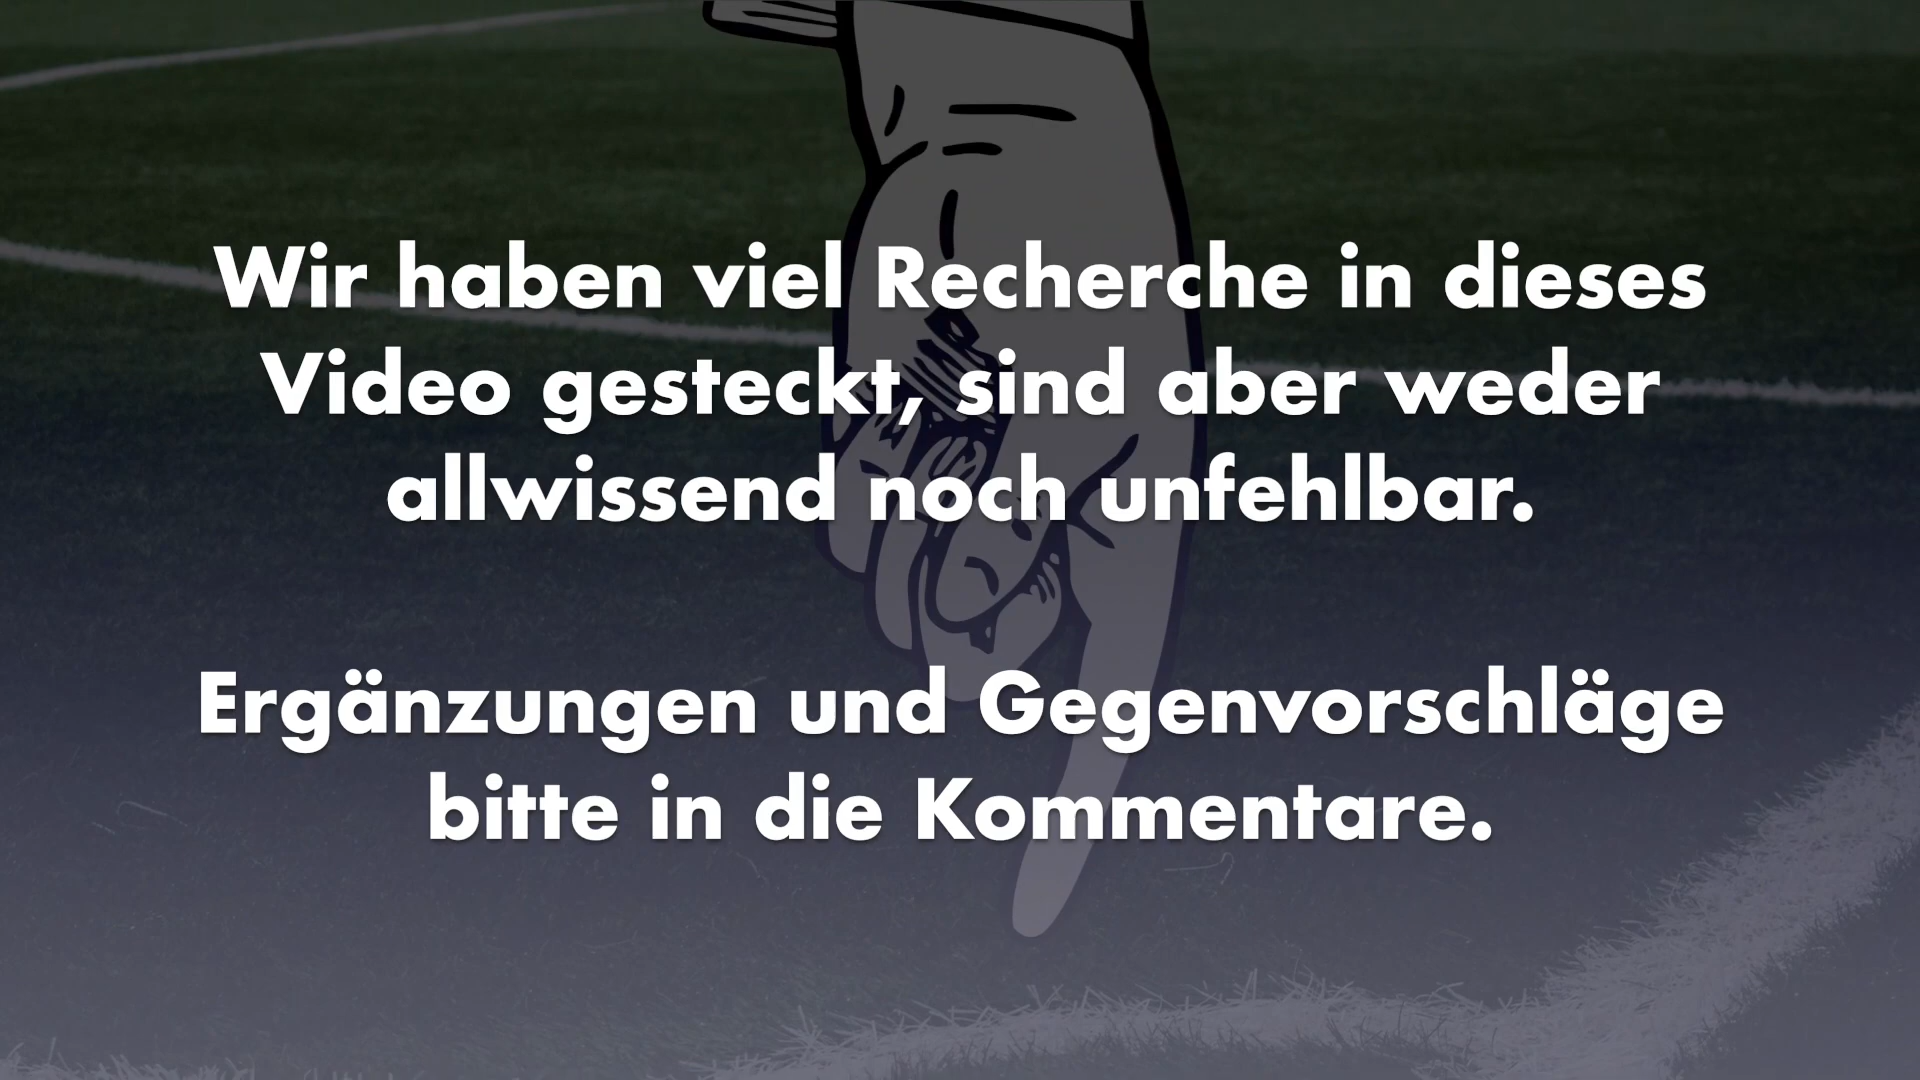 Wir haben viel Recherche in dieses
Video gesteckt, sind aber weder
allwissend noch unfehlbar.
Ergänzungen und Gegenvorschläge
bitte in die Kommentare.